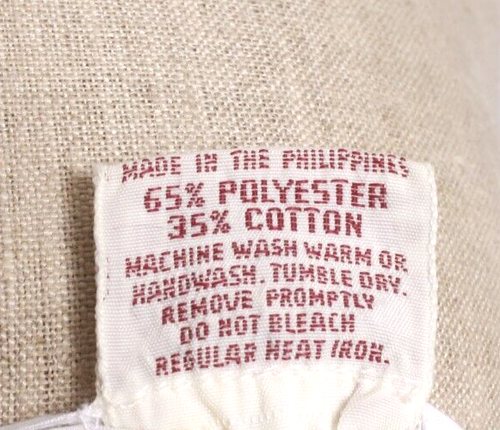 MADE IN THE PHILIPPINES
65% POLYESTER
35% COTTON
MACHINE WASH WARM OR
HANDWASH. TUMBLE DRY.
REMOVE PROMPTLY
DO NOT BLEACH
REGULAR HEAT IRON.